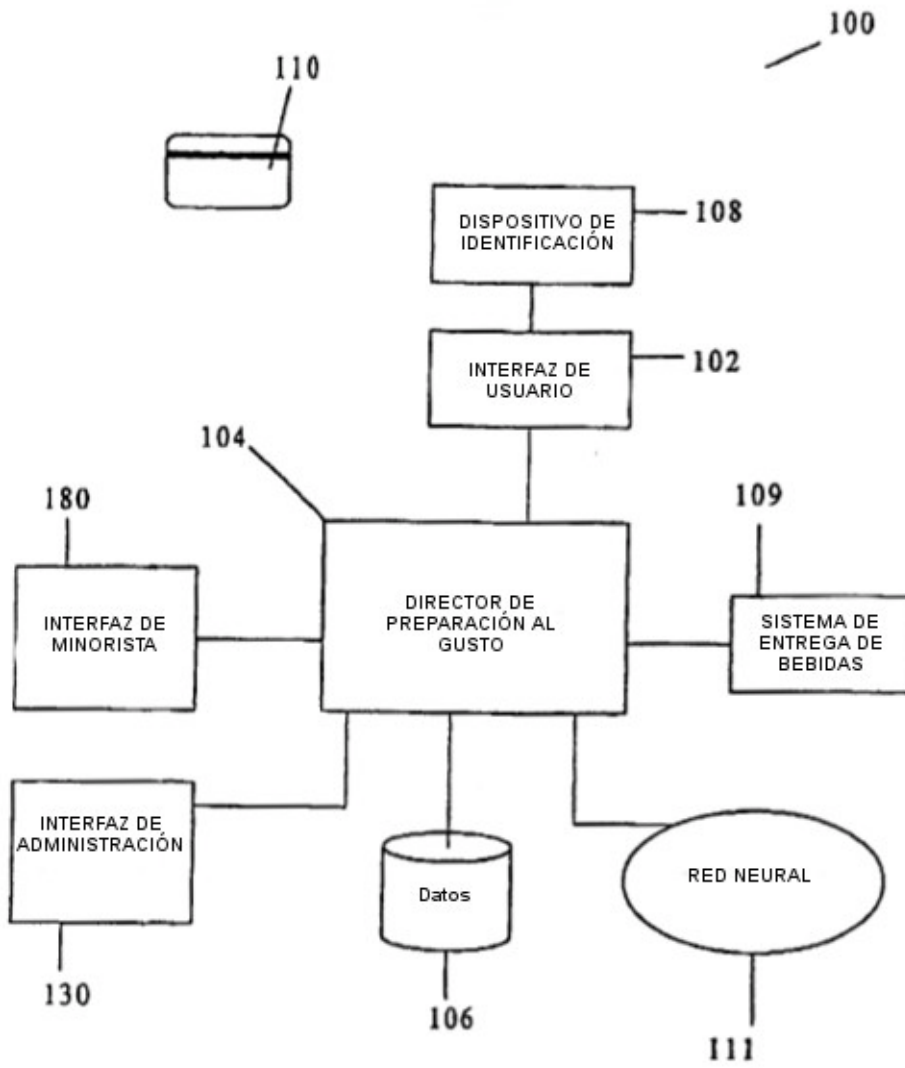 100
110
DISPOSITIVO DE
IDENTIFICACIÓN
108
INTERFAZ DE
USUARIO
102
104
180
109
INTERFAZ DE
MINORISTA
DIRECTOR DE
PREPARACIÓN AL
GUSTO
SISTEMA DE
ENTREGA DE
BEBIDAS
INTERFAZ DE
ADMINISTRACIÓN
Datos
RED NEURAL
130
106
111